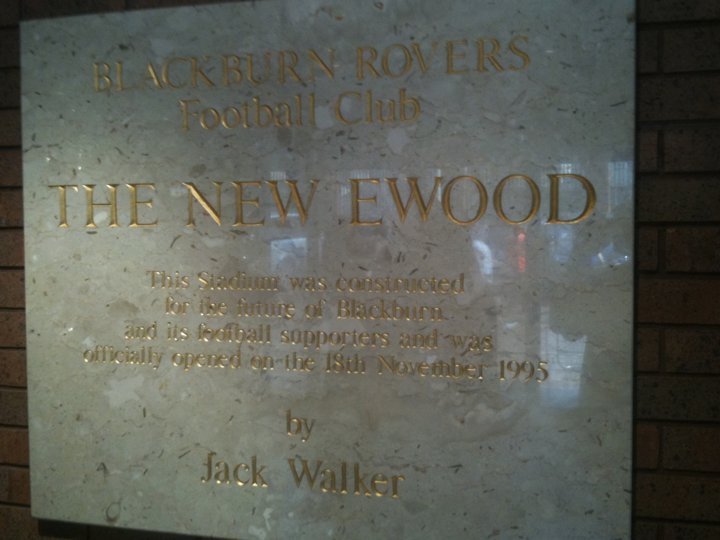 BLACKBURN ROVERS
Football Club
THE NEW EWOOD
This Stadium was constructed
for the future of Blackburn
and its football supporters and was
officially opened on the 18th November 1995
by
Jack Walker